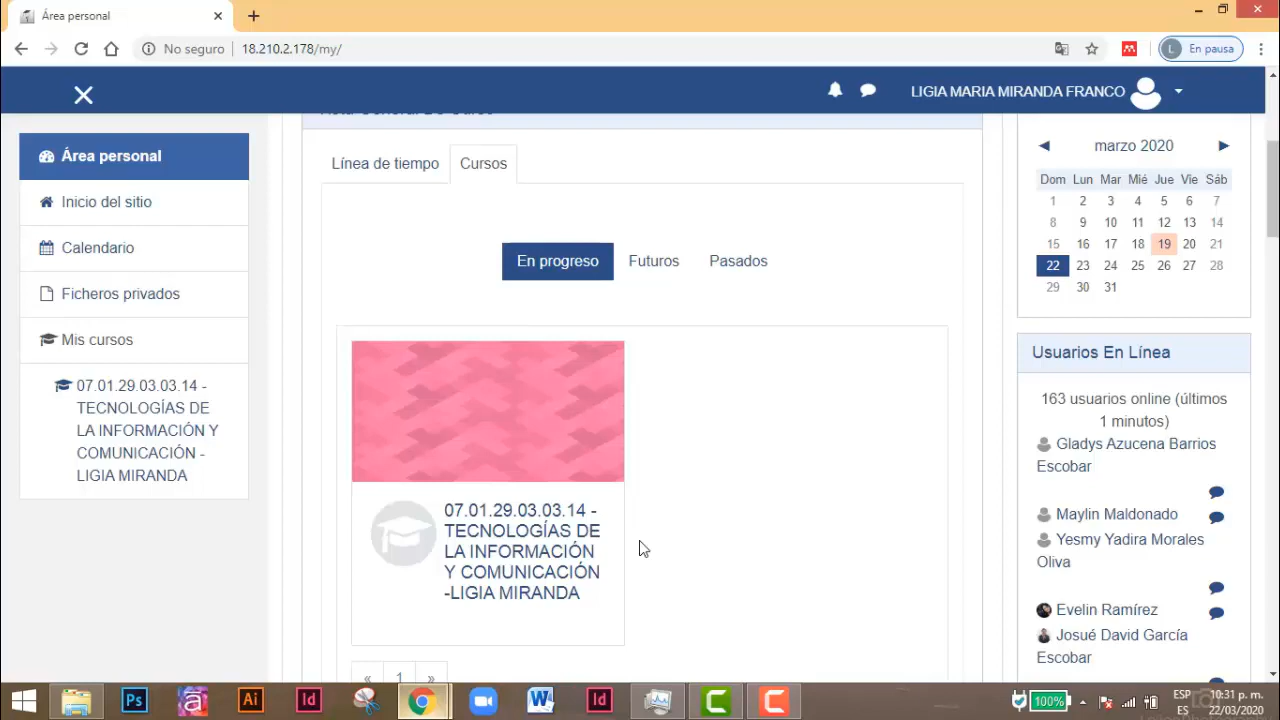 Área personal
No seguro
18.210.2.178/my/
L
En pausa
LIGIA MARIA MIRANDA FRANCO
Área personal
Inicio del sitio
Calendario
Ficheros privados
Mis cursos
07.01.29.03.03.14 -
TECNOLOGÍAS DE
LA INFORMACIÓN Y
COMUNICACIÓN -
LIGIA MIRANDA
Línea de tiempo
Cursos
En progreso
Futuros
Pasados
07.01.29.03.03.14 -
TECNOLOGÍAS DE
LA INFORMACIÓN
Y COMUNICACIÓN
-LIGIA MIRANDA
« 1 »
◄ marzo 2020 ►
Dom Lun Mar Mié Jue Vie Sáb
1 2 3 4 5 6 7
8 9 10 11 12 13 14
15 16 17 18 19 20 21
22 23 24 25 26 27 28
29 30 31
Usuarios En Línea
163 usuarios online (últimos
1 minutos)
Gladys Azucena Barrios
Escobar
Maylin Maldonado
Yesmy Yadira Morales
Oliva
Evelin Ramírez
Josué David García
Escobar
Ps
a
Ai
Id
W
Id
C
C
100%
ESP
ES
10:31 p. m.
22/03/2020